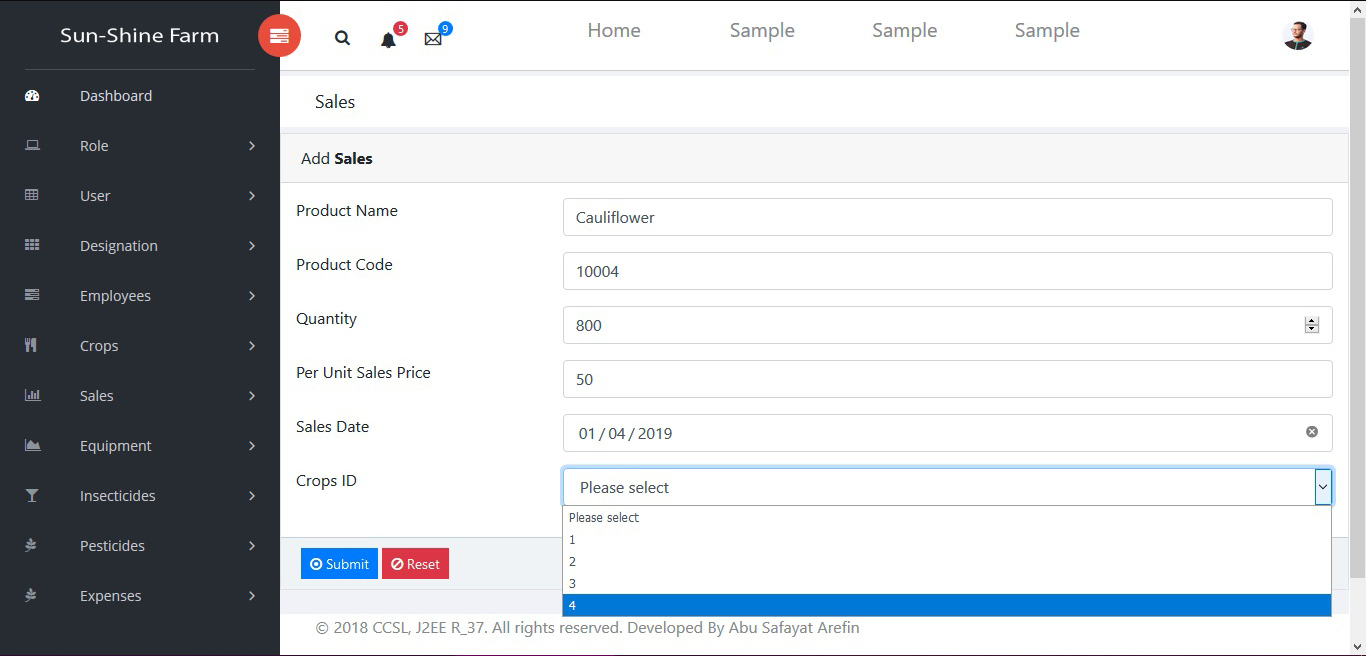 Sun-Shine Farm
5
9
Home
Sample
Sample
Sample
Dashboard
Role
User
Designation
Employees
Crops
Sales
Equipment
Insecticides
Pesticides
Expenses
Sales
Add Sales
Product Name
Cauliflower
Product Code
10004
Quantity
800
Per Unit Sales Price
50
Sales Date
01 / 04 / 2019
Crops ID
Please select
Please select
1
2
3
4
Submit
Reset
© 2018 CCSL, J2EE R_37. All rights reserved. Developed By Abu Safayat Arefin